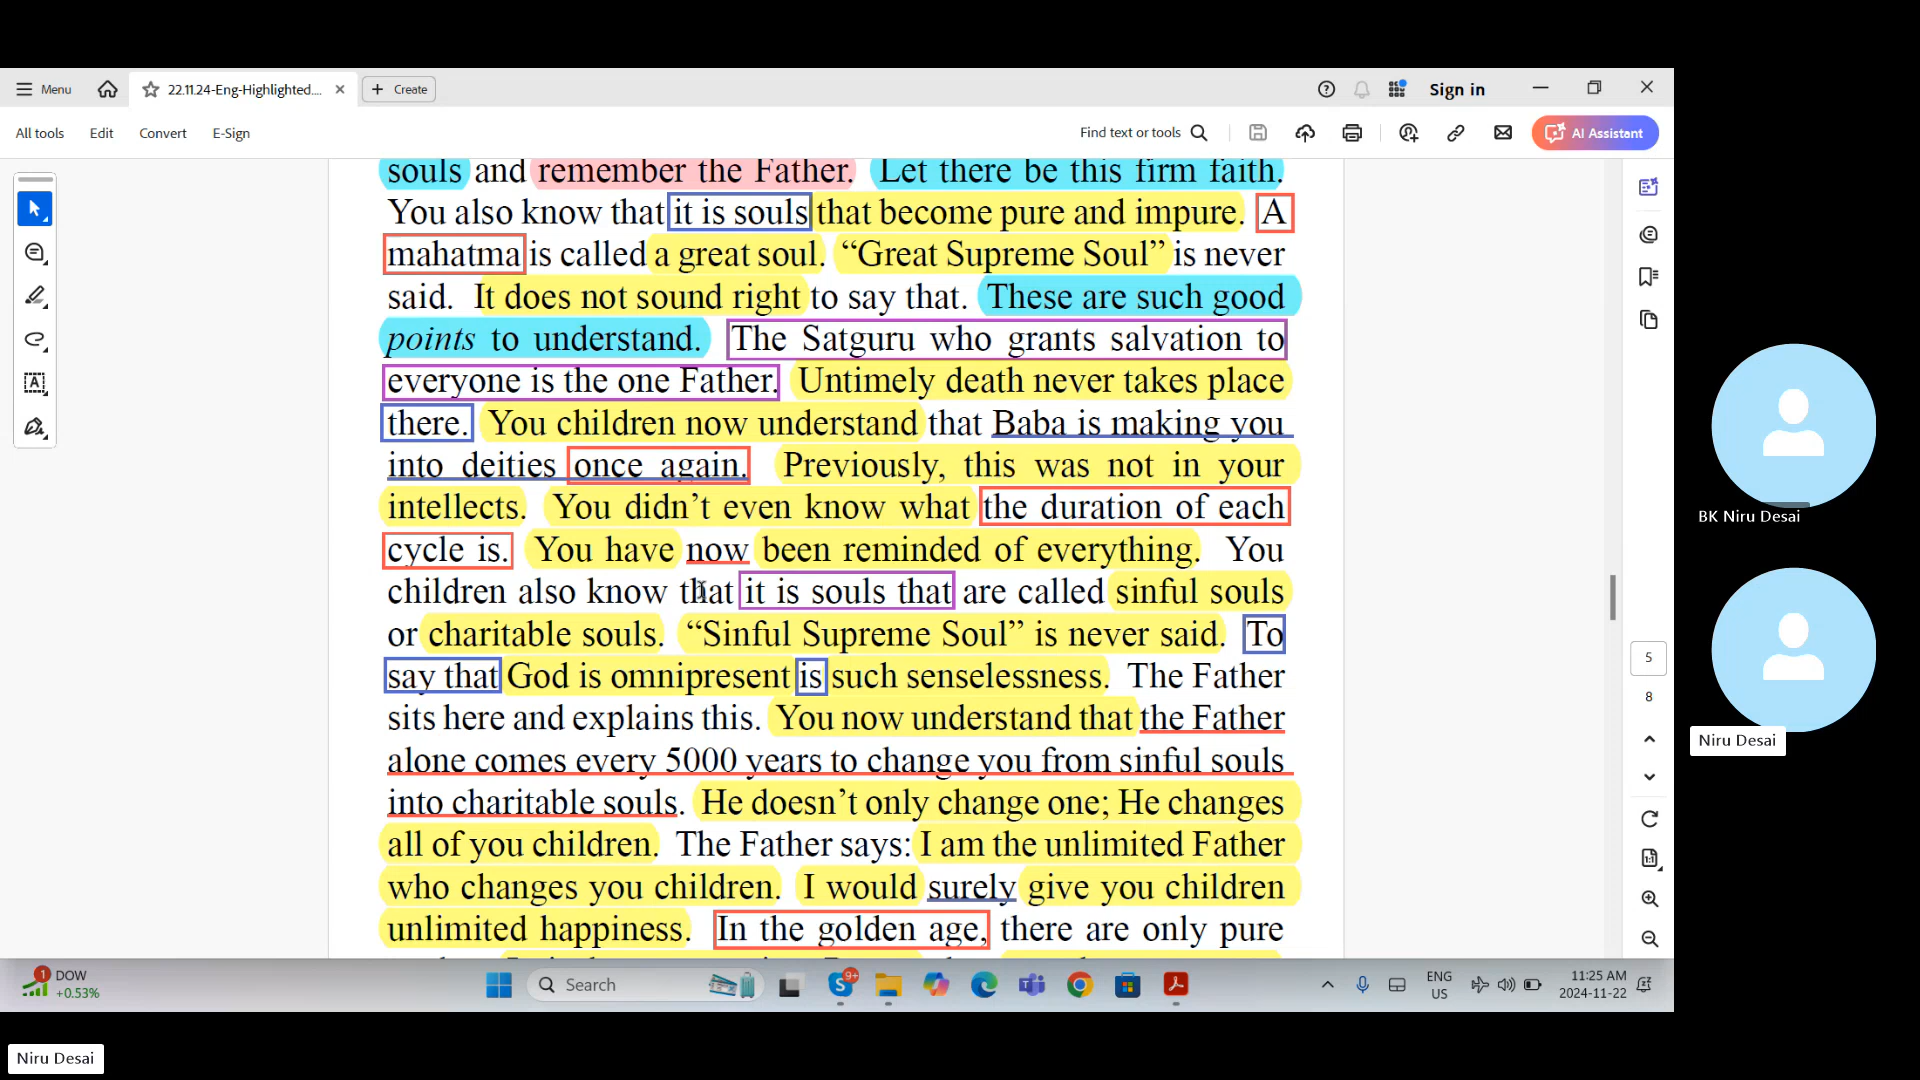 Menu
22.11.24-Eng-Highlighted....
Create
Sign in
All tools
Edit
Convert
E-Sign
Find text or tools
AI Assistant
souls and remember the Father. Let there be this firm faith.
You also know that it is souls that become pure and impure. A
mahatma is called a great soul. “Great Supreme Soul” is never
said. It does not sound right to say that. These are such good
points to understand. The Satguru who grants salvation to
everyone is the one Father. Untimely death never takes place
there. You children now understand that Baba is making you
into deities once again. Previously, this was not in your
intellects. You didn’t even know what the duration of each
cycle is. You have now been reminded of everything. You
children also know that it is souls that are called sinful souls
or charitable souls. “Sinful Supreme Soul” is never said. To
say that God is omnipresent is such senselessness. The Father
sits here and explains this. You now understand that the Father
alone comes every 5000 years to change you from sinful souls
into charitable souls. He doesn’t only change one; He changes
all of you children. The Father says: I am the unlimited Father
who changes you children. I would surely give you children
unlimited happiness. In the golden age, there are only pure
5
8
BK Niru Desai
Niru Desai
1
DOW
+0.53%
Search
9+
ENG
US
11:25 AM
2024-11-22
Niru Desai